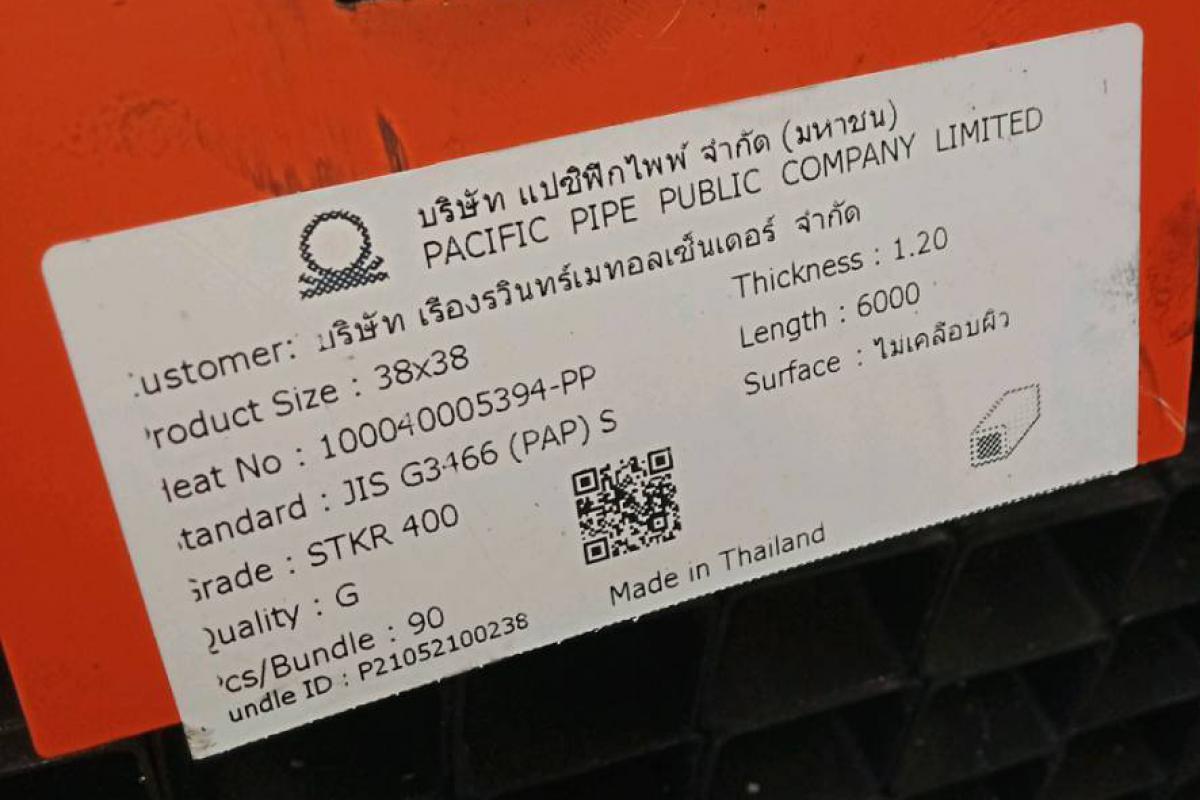 บริษัท แปซิฟิกไพพ์ จำกัด (มหาชน)
PACIFIC PIPE PUBLIC COMPANY LIMITED
ustomer: บริษัท เรืองรวินทร์เมทอลเซ็นเตอร์ จำกัด
roduct Size : 38x38
Thickness : 1.20
eat No : 100040005394-PP
Length : 6000
tandard : JIS G3466 (PAP) S
Surface : ไม่เคลือบผิว
rade : STKR 400
Quality : G
cs/Bundle : 90
undle ID : P21052100238
Made in Thailand